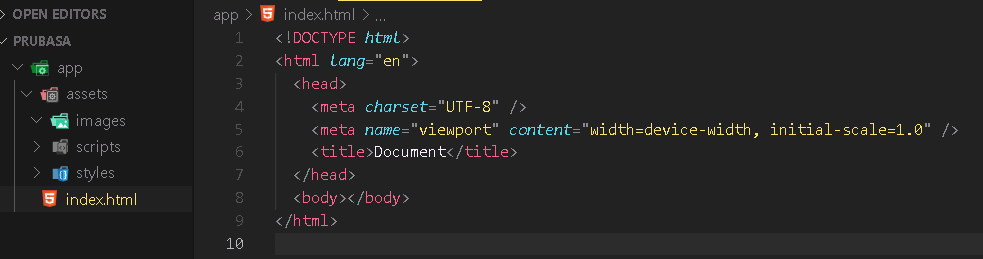 OPEN EDITORS
PRUBASA
app
assets
images
scripts
styles
index.html
app > index.html > ...
1 <!DOCTYPE html>
2 <html lang="en">
3 <head>
4 <meta charset="UTF-8" />
5 <meta name="viewport" content="width=device-width, initial-scale=1.0" />
6 <title>Document</title>
7 </head>
8 <body></body>
9 </html>
10